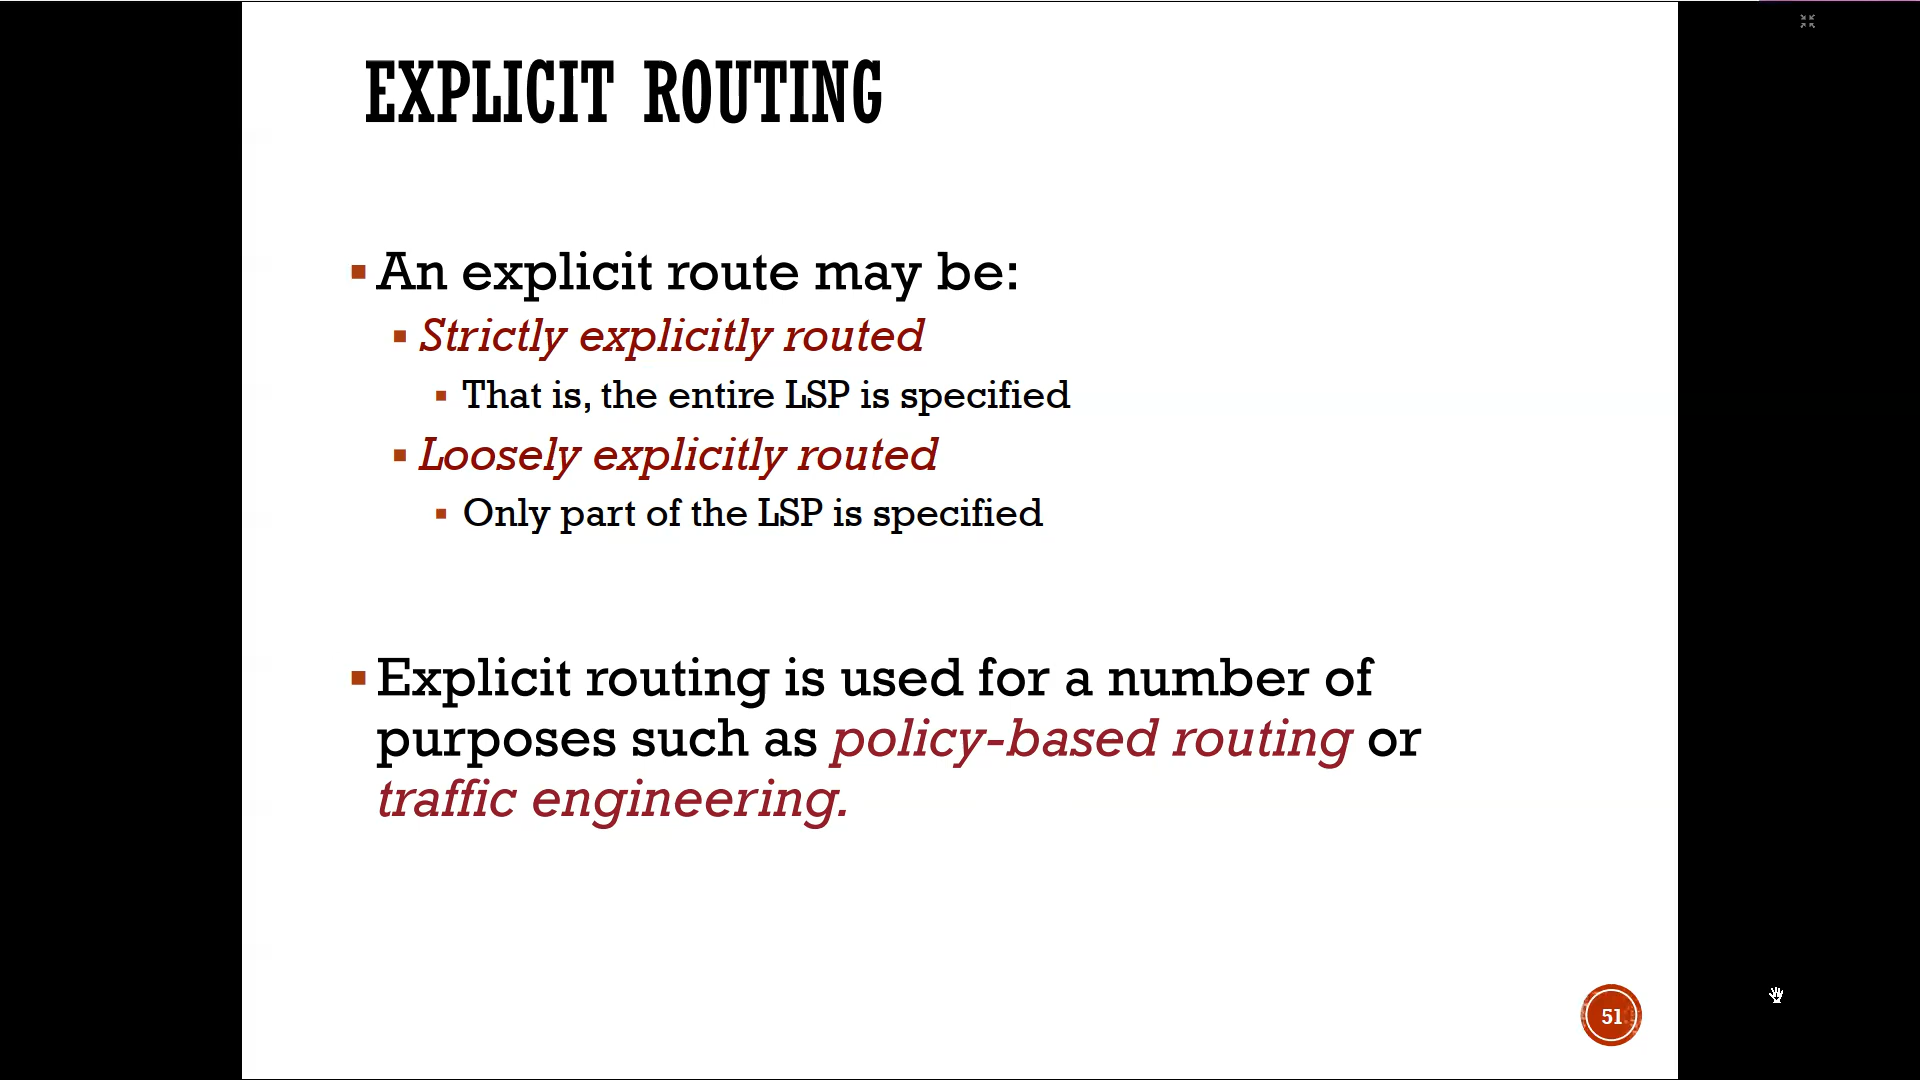 EXPLICIT ROUTING
An explicit route may be:
Strictly explicitly routed
That is, the entire LSP is specified
Loosely explicitly routed
Only part of the LSP is specified
Explicit routing is used for a number of
purposes such as policy-based routing or
traffic engineering.
51